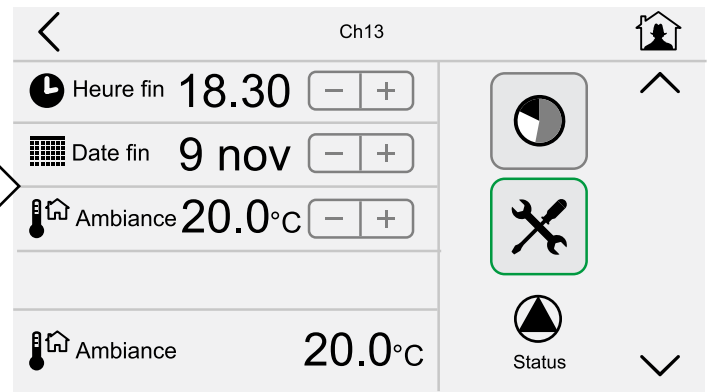 Ch13
Heure fin 18.30 − +
Date fin 9 nov − +
Ambiance 20.0°C − +
Ambiance 20.0°C
Status